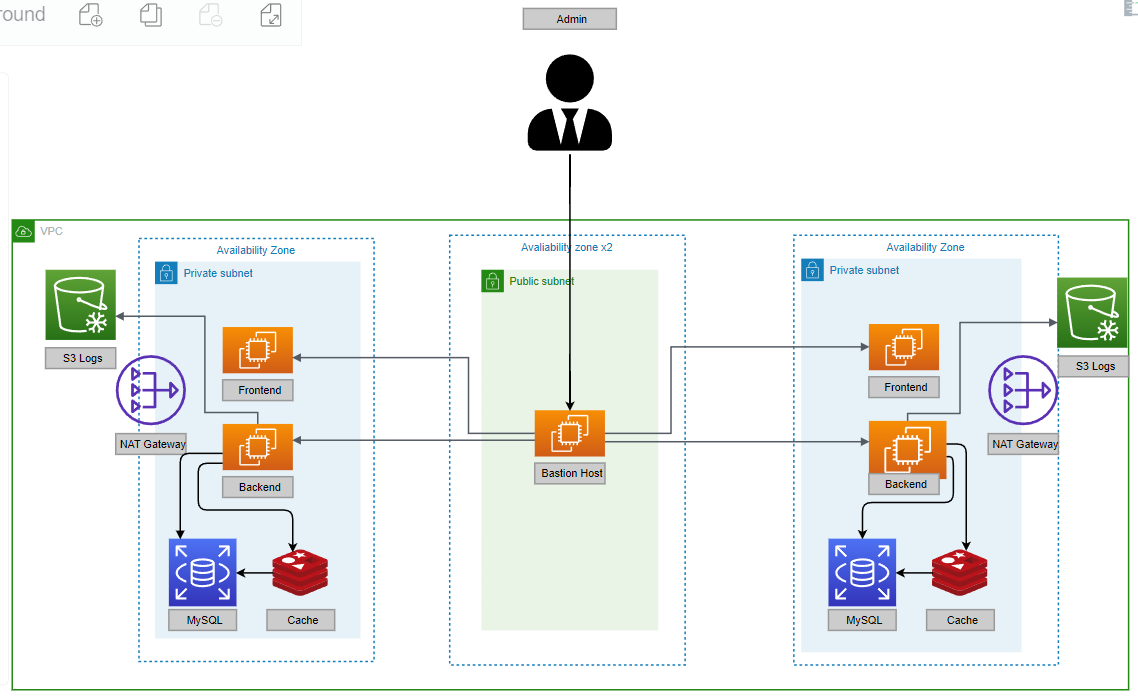 round
Admin
VPC
Availability Zone
Avaliability zone x2
Availability Zone
Private subnet
Public subnet
Private subnet
S3 Logs
S3 Logs
Frontend
Frontend
NAT Gateway
NAT Gateway
Bastion Host
Backend
Backend
MySQL
Cache
MySQL
Cache